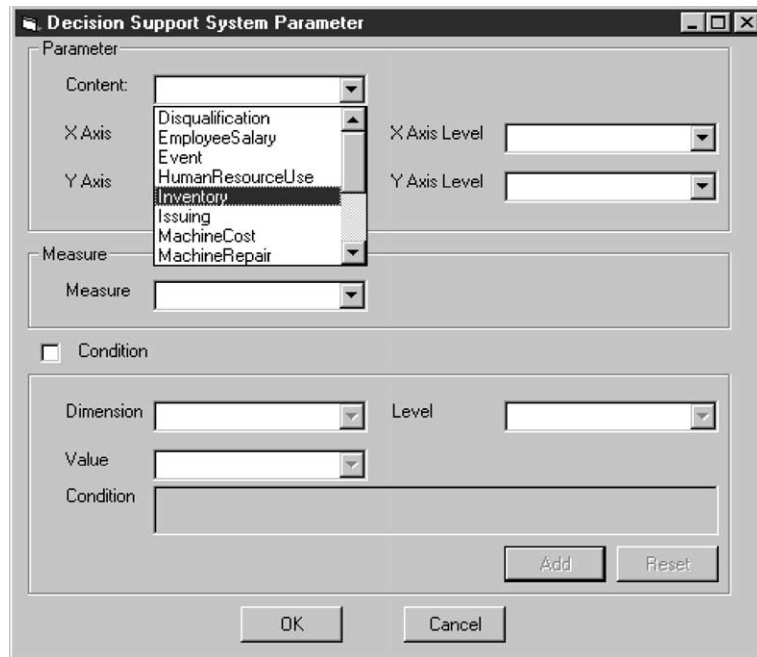 Decision Support System Parameter
Parameter
Content:
Disqualification
EmployeeSalary
Event
HumanResourceUse
Inventory
Issuing
MachineCost
MachineRepair
X Axis
X Axis Level
Y Axis
Y Axis Level
Measure
Measure
Condition
Dimension
Level
Value
Condition
Add
Reset
OK
Cancel